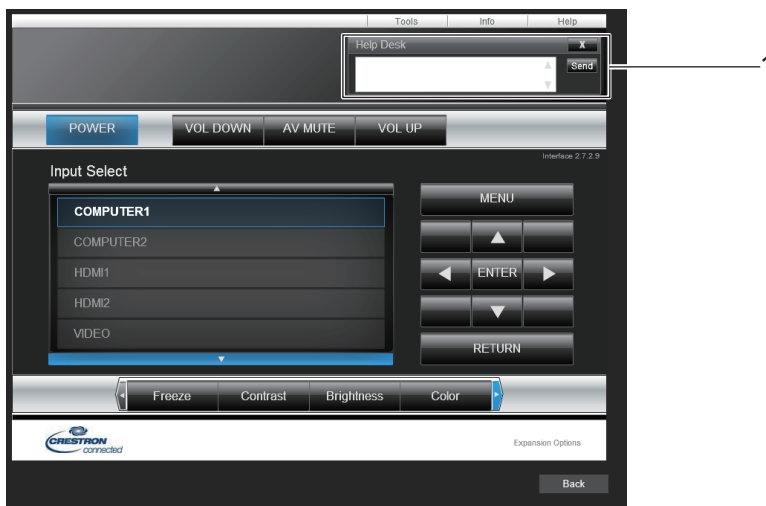 Tools Info Help
Help Desk X
Send
1
POWER VOL DOWN AV MUTE VOL UP
Interface 2.7.2.9
Input Select
MENU
COMPUTER1
COMPUTER2
HDMI1 ENTER
HDMI2
VIDEO
RETURN
Freeze Contrast Brightness Color
CRESTRON
connected
Expansion Options
Back